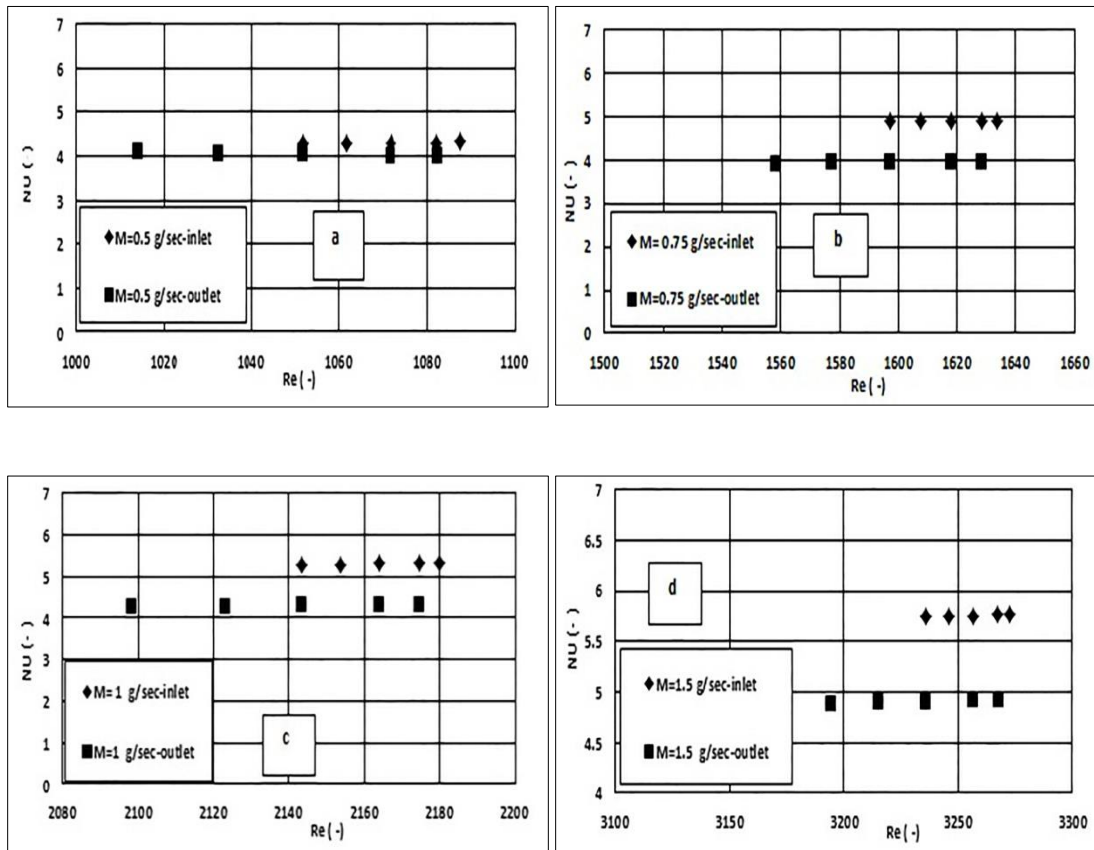 7
6
5
4
3
2
1
0
NU ( - )
M=0.5 g/sec-inlet
M=0.5 g/sec-outlet
a
1000 1020 1040 1060 1080 1100
Re ( - )
7
6
5
4
3
2
1
0
NU ( - )
M= 0.75 g/sec-inlet
M=0.75 g/sec-outlet
b
1500 1520 1540 1560 1580 1600 1620 1640 1660
Re ( - )
7
6
5
4
3
2
1
0
NU ( - )
M= 1 g/sec-inlet
M=1 g/sec-outlet
c
2080 2100 2120 2140 2160 2180 2200
Re ( - )
7
6.5
6
5.5
5
4.5
4
NU ( - )
d
M=1.5 g/sec-inlet
M=1.5 g/sec-outlet
3100 3150 3200 3250 3300
Re ( - )